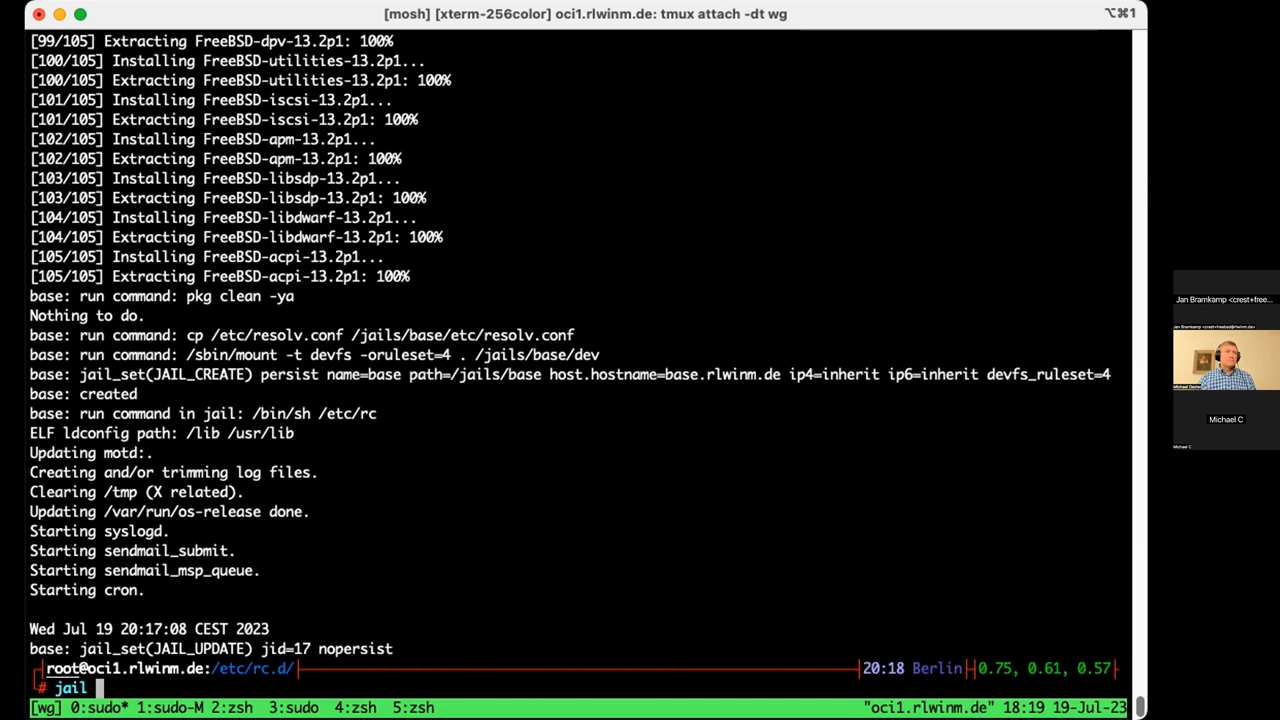 [mosh] [xterm-256color] oci1.rlwinm.de: tmux attach -dt wg
⌥⌘1
[99/105] Extracting FreeBSD-dpv-13.2p1: 100%
[100/105] Installing FreeBSD-utilities-13.2p1...
[100/105] Extracting FreeBSD-utilities-13.2p1: 100%
[101/105] Installing FreeBSD-iscsi-13.2p1...
[101/105] Extracting FreeBSD-iscsi-13.2p1: 100%
[102/105] Installing FreeBSD-apm-13.2p1...
[102/105] Extracting FreeBSD-apm-13.2p1: 100%
[103/105] Installing FreeBSD-libsdp-13.2p1...
[103/105] Extracting FreeBSD-libsdp-13.2p1: 100%
[104/105] Installing FreeBSD-libdwarf-13.2p1...
[104/105] Extracting FreeBSD-libdwarf-13.2p1: 100%
[105/105] Installing FreeBSD-acpi-13.2p1...
[105/105] Extracting FreeBSD-acpi-13.2p1: 100%
base: run command: pkg clean -ya
Nothing to do.
base: run command: cp /etc/resolv.conf /jails/base/etc/resolv.conf
base: run command: /sbin/mount -t devfs -oruleset=4 . /jails/base/dev
base: jail_set(JAIL_CREATE) persist name=base path=/jails/base host.hostname=base.rlwinm.de ip4=inherit ip6=inherit devfs_ruleset=4
base: created
base: run command in jail: /bin/sh /etc/rc
ELF ldconfig path: /lib /usr/lib
Updating motd:.
Creating and/or trimming log files.
Clearing /tmp (X related).
Updating /var/run/os-release done.
Starting syslogd.
Starting sendmail_submit.
Starting sendmail_msp_queue.
Starting cron.
Wed Jul 19 20:17:08 CEST 2023
base: jail_set(JAIL_UPDATE) jid=17 nopersist
root@oci1.rlwinm.de:/etc/rc.d/ 20:18 Berlin 0.75, 0.61, 0.57
# jail
[wg] 0:sudo* 1:sudo-M 2:zsh 3:sudo 4:zsh 5:zsh "oci1.rlwinm.de" 18:19 19-Jul-23
Jan Bramkamp <crest+free...
Jan Bramkamp <crest+freebsd@rlwinm.de>
Michael C
Michael C